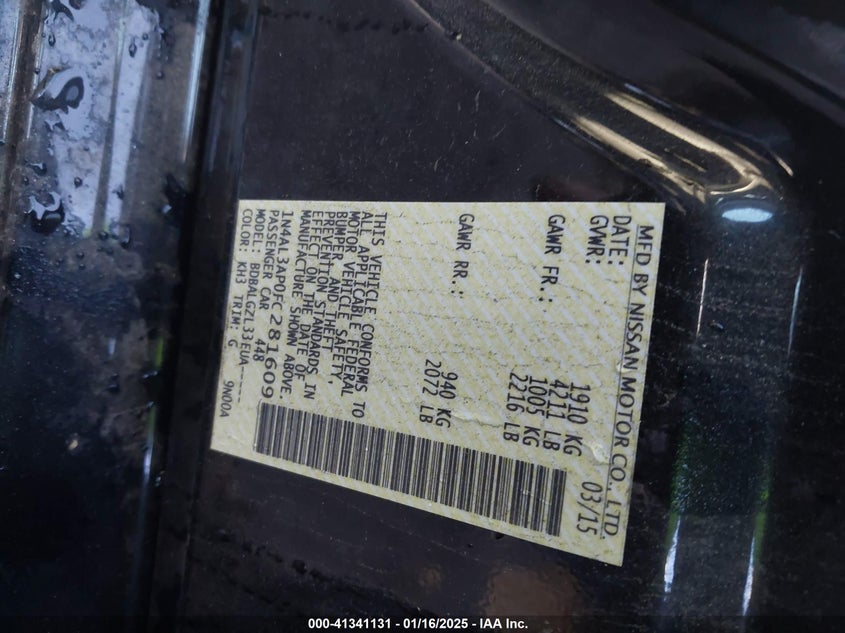 MFD BY NISSAN MOTOR CO., LTD.
DATE: 03/15
GVWR: 1910 KG
4211 LB
GAWR FR.: 1005 KG
2216 LB
GAWR RR.: 940 KG
2072 LB
THIS VEHICLE CONFORMS TO
ALL APPLICABLE FEDERAL
MOTOR VEHICLE SAFETY,
BUMPER, AND THEFT
PREVENTION STANDARDS IN
EFFECT ON THE DATE OF
MANUFACTURE SHOWN ABOVE.
1N4AL3AP0FC281609
PASSENGER CAR 448
MODEL: BDBALGZL33EUA-----
COLOR: KH3 TRIM: G 9N00A
000-41341131 - 01/16/2025 - IAA Inc.